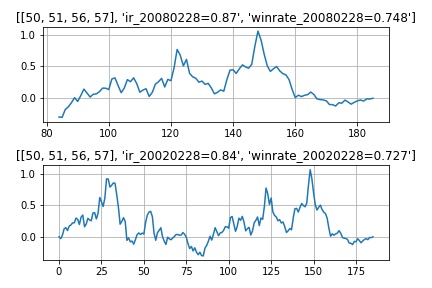 [[50, 51, 56, 57], 'ir_20080228=0.87', 'winrate_20080228=0.748']
1.0
0.5
0.0
80 100 120 140 160 180
[[50, 51, 56, 57], 'ir_20020228=0.84', 'winrate_20020228=0.727']
1.0
0.5
0.0
0 25 50 75 100 125 150 175